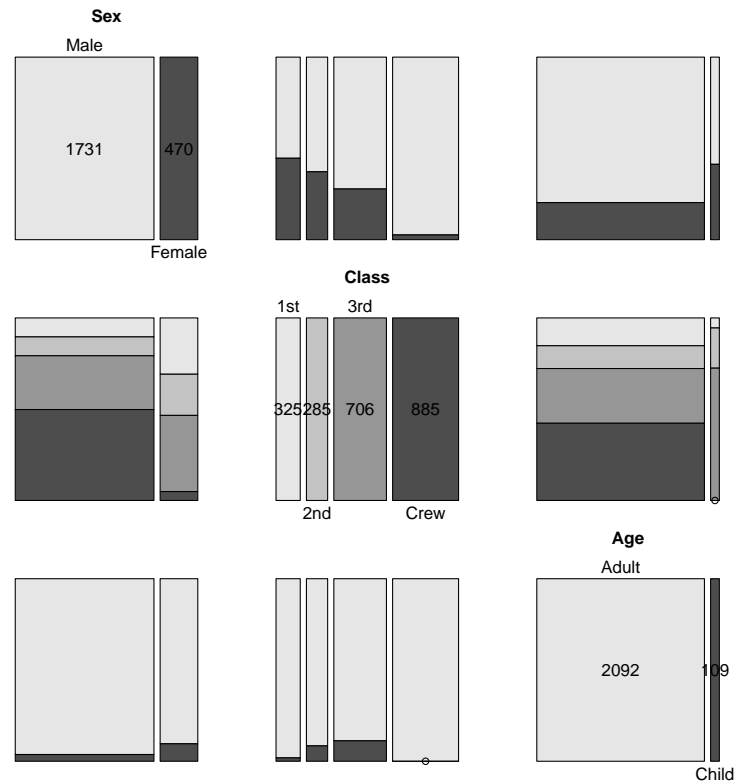 Sex
Male
1731 470
Female
Class
1st 3rd
325 285 706 885
2nd Crew
Age
Adult
2092 109
Child